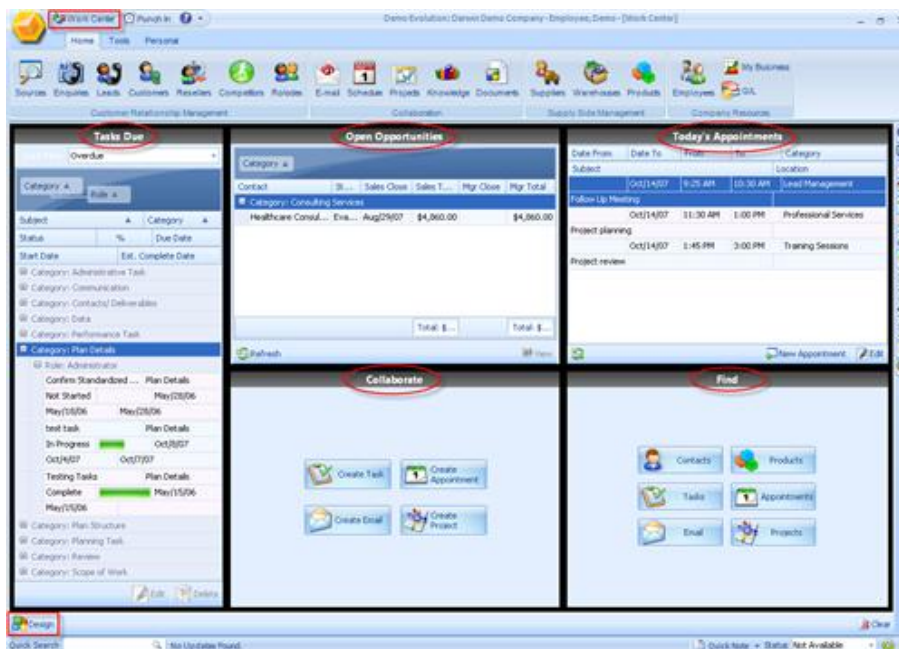 Work Center Punch In
Demo Evolution: Darwin Demo Company - Employee, Demo - [Work Center]
Home Tools Personal
Sources Enquiries Leads Customers Resellers Competitors Rolodex E-mail Schedule Projects Knowledge Documents Suppliers Warehouses Products Employees My Business G/L
Customer Relationship Management Collaboration Supply Side Management Company Resources
Tasks Due
Overdue
Category Role
Subject Category
Status % Due Date
Start Date Est. Complete Date
Category: Administrative Task
Category: Communication
Category: Contacts/ Deliverables
Category: Data
Category: Performance Task
Category: Plan Details
Role: Administrator
Confirm Standardized ... Plan Details
Not Started May/28/06
May/18/06 May/28/06
test task Plan Details
In Progress Oct/8/07
Oct/4/07 Oct/7/07
Testing Tasks Plan Details
Complete May/15/06
May/15/06
Category: Plan Structure
Category: Planning Task
Category: Review
Category: Scope of Work
Edit Delete
Open Opportunities
Category
Contact St... Sales Close Sales T... Mgr Close Mgr Total
Category: Consulting Services
Healthcare Consul... Eva... Aug/29/07 $4,860.00 $4,860.00
Total: $... Total: $...
Refresh View
Today's Appointments
Date From Date To From To Category
Subject Location
Oct/14/07 9:25 AM 10:30 AM Lead Management
Follow Up Meeting
Oct/14/07 11:30 AM 1:00 PM Professional Services
Project planning
Oct/14/07 1:45 PM 3:00 PM Training Sessions
Project review
New Appointment Edit
Collaborate
Create Task Create Appointment
Create Email Create Project
Find
Contacts Products
Tasks Appointments
Email Projects
Design Clear
Quick Search No Updates Found Quick Note Status: Not Available